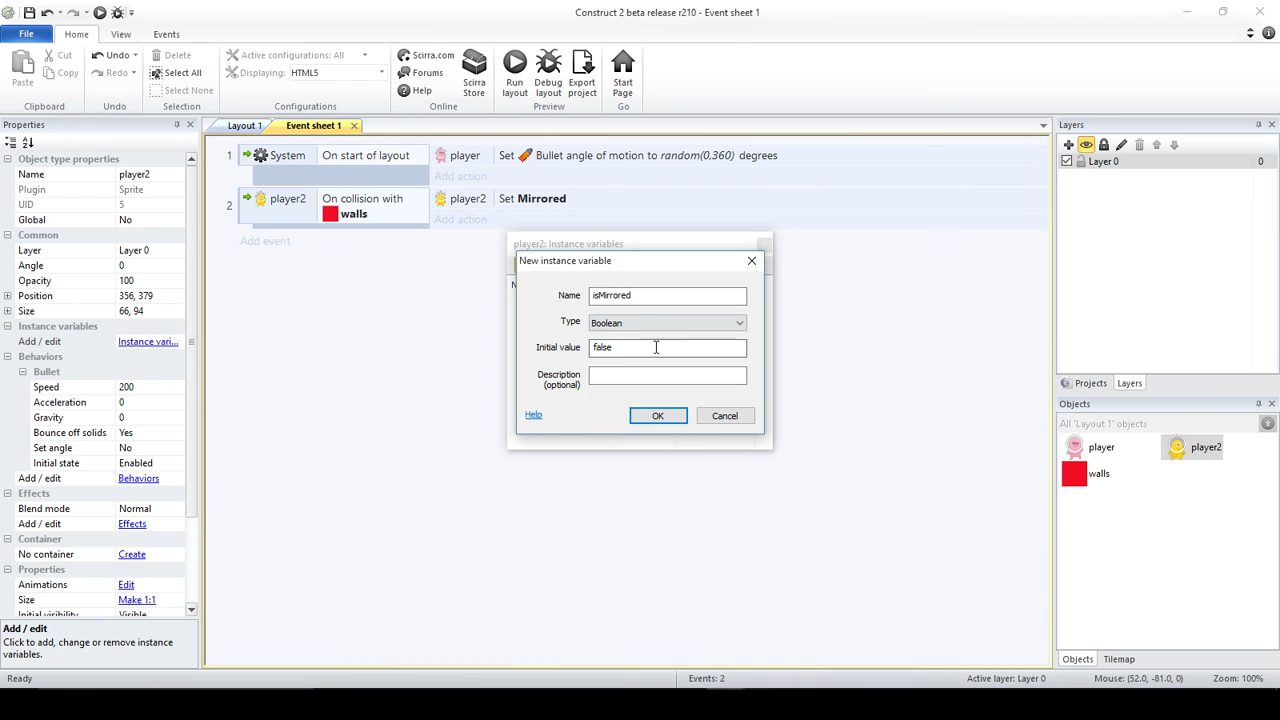 Construct 2 beta release r210 - Event sheet 1
File
Home
View
Events
Paste
Cut
Copy
Clipboard
Undo
Redo
Undo
Delete
Select All
Select None
Selection
Active configurations: All
Displaying: HTML5
Configurations
Scirra.com
Forums
Help
Scirra Store
Online
Run layout
Debug layout
Export project
Preview
Start Page
Go
Properties
Object type properties
Name player2
Plugin Sprite
UID 5
Global No
Common
Layer Layer 0
Angle 0
Opacity 100
Position 356, 379
Size 66, 94
Instance variables
Add / edit Instance vari...
Behaviors
Bullet
Speed 200
Acceleration 0
Gravity 0
Bounce off solids Yes
Set angle No
Initial state Enabled
Add / edit Behaviors
Effects
Blend mode Normal
Add / edit Effects
Container
No container Create
Properties
Animations Edit
Size Make 1:1
Initial visibility Visible
Add / edit
Click to add, change or remove instance
variables.
Layout 1
Event sheet 1
1 System On start of layout player Set Bullet angle of motion to random(0,360) degrees
Add action
2 player2 On collision with walls player2 Set Mirrored
Add action
Add event
player2: Instance variables
New instance variable
Name isMirrored
Type Boolean
Initial value false
Description (optional)
Help
OK
Cancel
Layers
Layer 0 0
Projects
Layers
Objects
All 'Layout 1' objects
player
player2
walls
Objects
Tilemap
Ready
Events: 2
Active layer: Layer 0
Mouse: (52.0, -81.0, 0)
Zoom: 100%